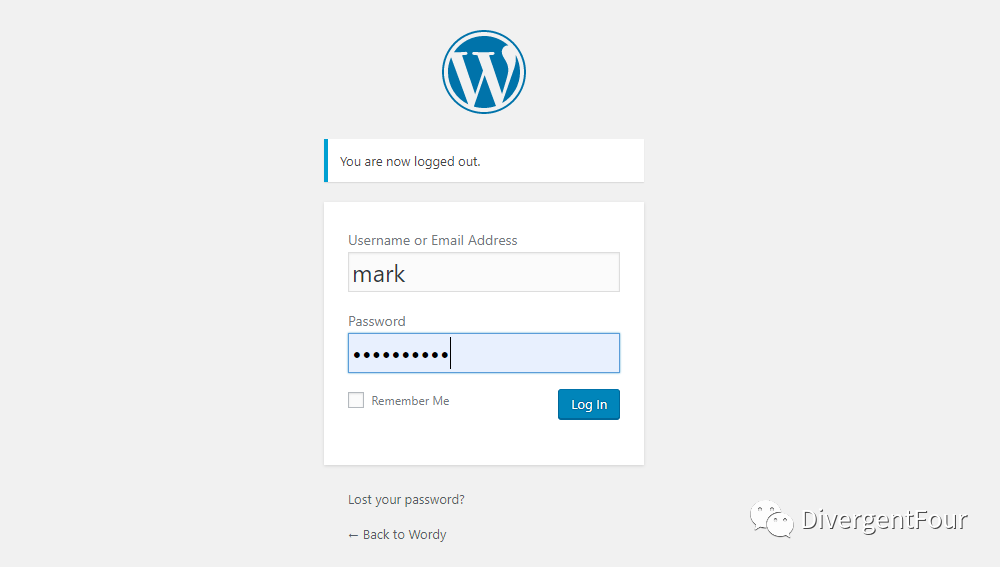 You are now logged out.
Username or Email Address
mark
Password
••••••••••
Remember Me
Log In
Lost your password?
← Back to Wordy
DivergentFour